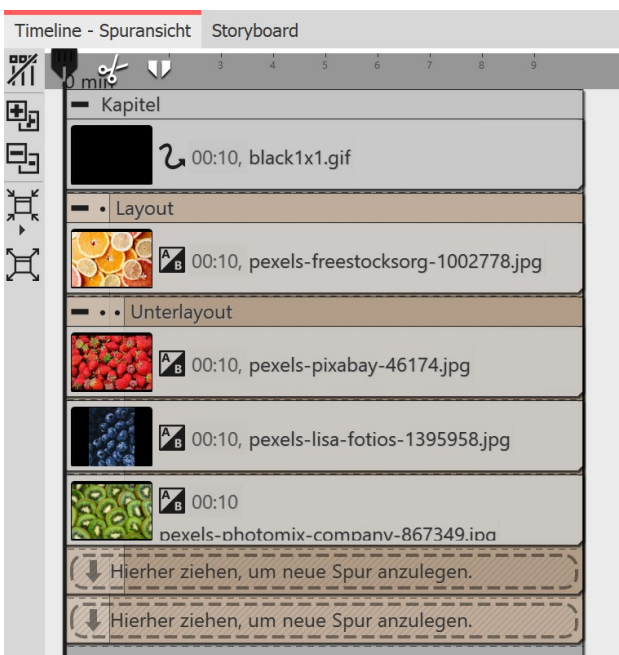 Timeline - Spuransicht Storyboard
0 min 3 4 5 6 7 8 9
Kapitel
00:10, black1x1.gif
Layout
A B 00:10, pexels-freestocksorg-1002778.jpg
Unterlayout
A B 00:10, pexels-pixabay-46174.jpg
A B 00:10, pexels-lisa-fotios-1395958.jpg
A B 00:10
pexels-photomix-company-867349.jpg
Hierher ziehen, um neue Spur anzulegen.
Hierher ziehen, um neue Spur anzulegen.